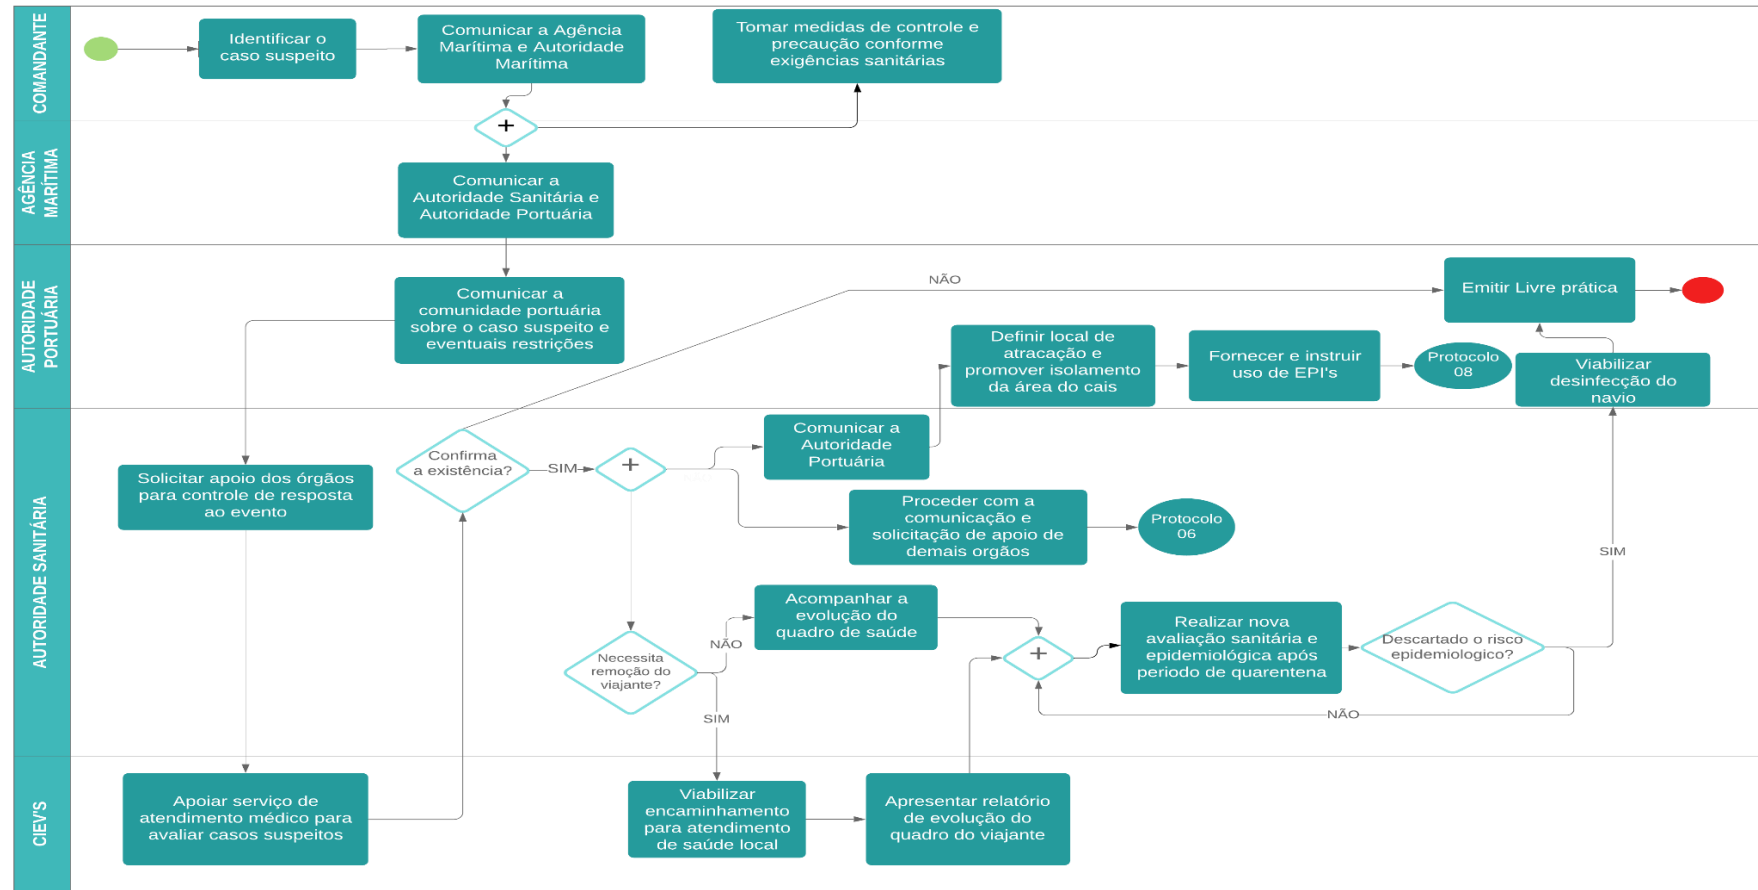 COMANDANTE
Identificar o
caso suspeito
Comunicar a Agência
Marítima e Autoridade
Marítima
Tomar medidas de controle e
precaução conforme
exigências sanitárias
+
AGÊNCIA
MARÍTIMA
Comunicar a
Autoridade Sanitária e
Autoridade Portuária
AUTORIDADE
PORTUÁRIA
Comunicar a
comunidade portuária
sobre o caso suspeito e
eventuais restrições
NÃO
Emitir Livre prática
Definir local de
atracação e
promover isolamento
da área do cais
Fornecer e instruir
uso de EPI's
Protocolo
08
Viabilizar
desinfecção do
navio
AUTORIDADE SANITÁRIA
Solicitar apoio dos órgãos
para controle de resposta
ao evento
Confirma
a existência?
SIM
+
Comunicar a
Autoridade
Portuária
Proceder com a
comunicação e
solicitação de apoio de
demais orgãos
Protocolo
06
SIM
Necessita
remoção do
viajante?
NÃO
SIM
Acompanhar a
evolução do
quadro de saúde
+
Realizar nova
avaliação sanitária e
epidemiológica após
periodo de quarentena
Descartado o risco
epidemiologico?
NÃO
CIEV'S
Apoiar serviço de
atendimento médico para
avaliar casos suspeitos
Viabilizar
encaminhamento
para atendimento
de saúde local
Apresentar relatório
de evolução do
quadro do viajante